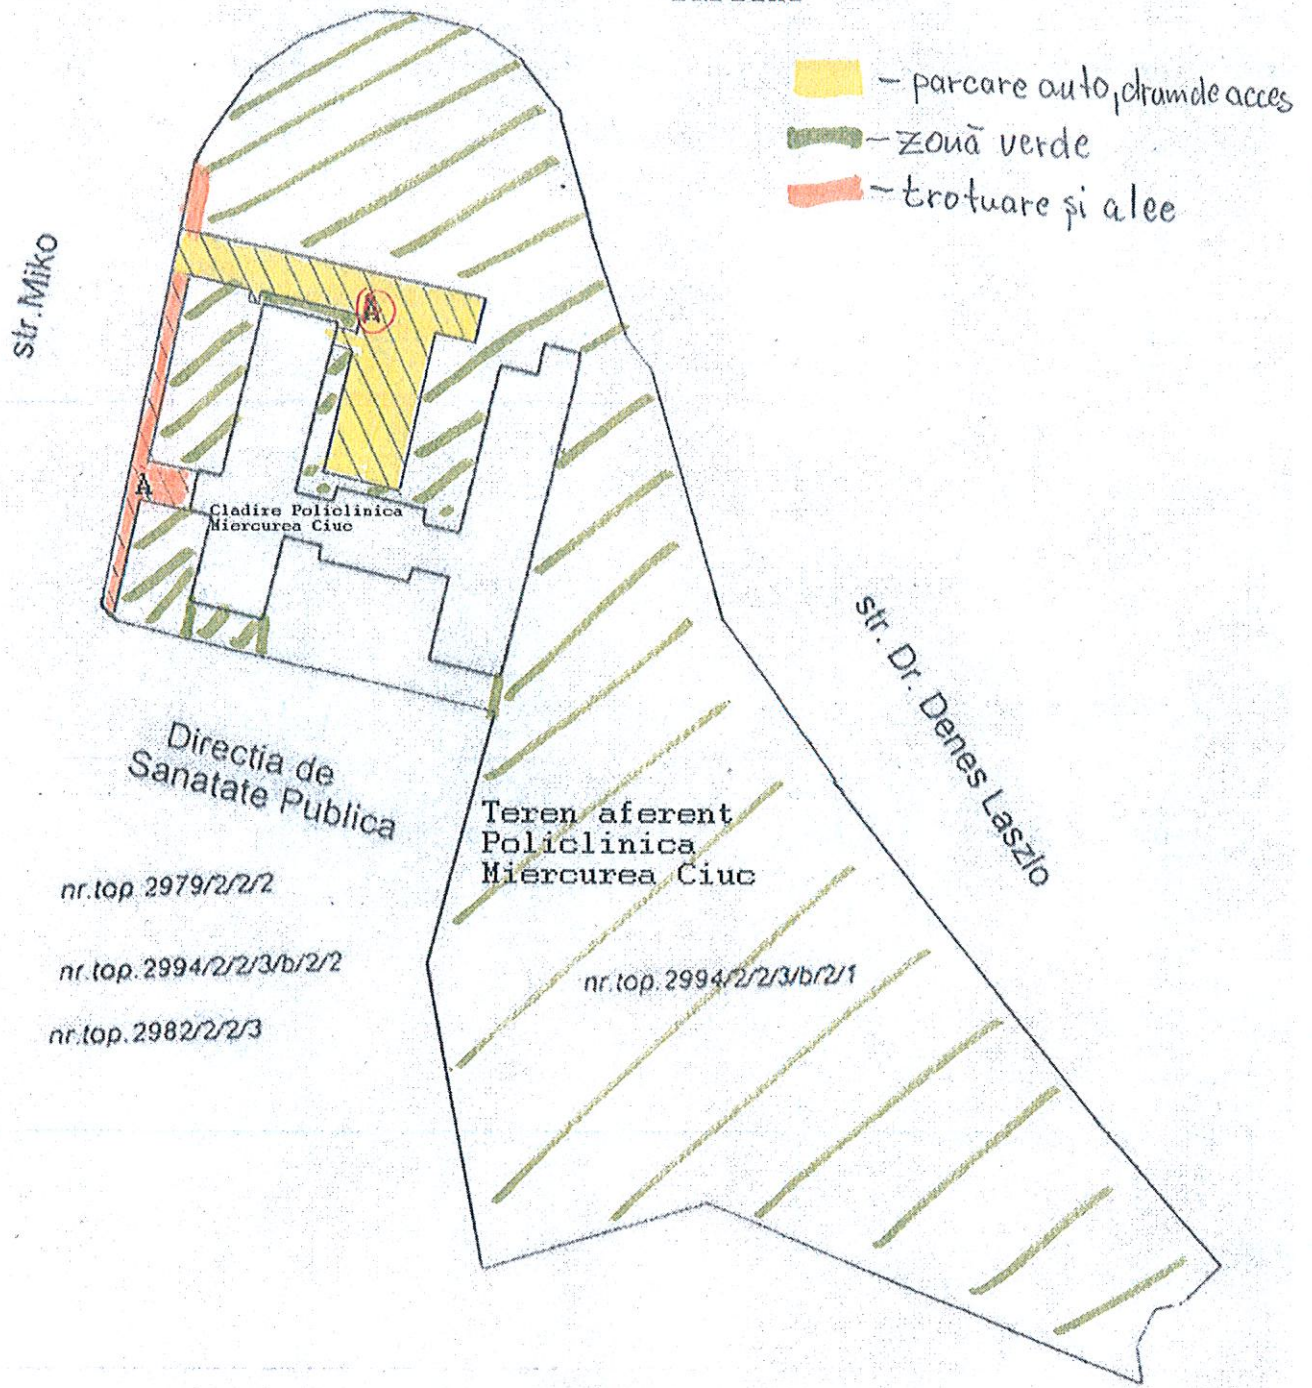 - parcare auto, drum de acces
- zonă verde
- trotuare și alee
str. Miko
A
A
Cladire Policlinica
Miercurea Ciuc
str. Dr. Denes Laszlo
Directia de
Sanatate Publica
Teren aferent
Policlinica
Miercurea Ciuc
nr.top.2979/2/2/2
nr.top.2994/2/2/3/b/2/2
nr.top.2994/2/2/3/b/2/1
nr.top.2982/2/2/3